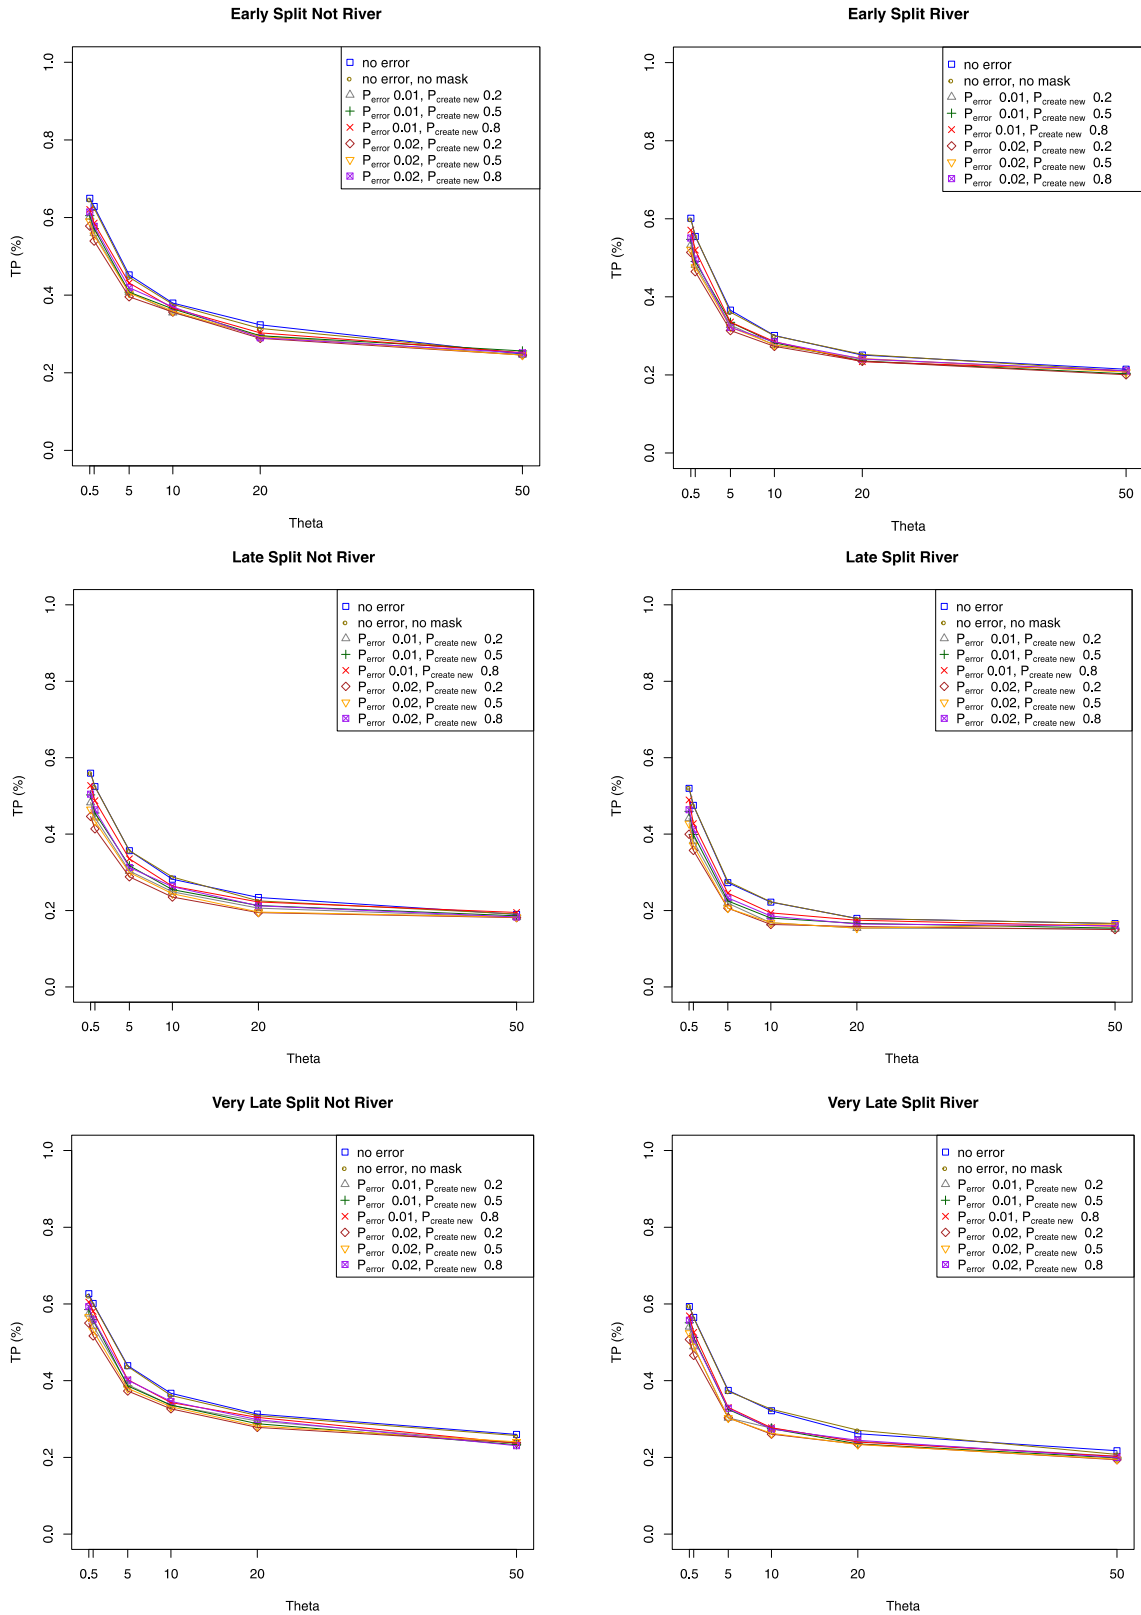 Early Split Not River
TP (%)
1.0
0.8
0.6
0.4
0.2
0.0
no error
no error, no mask
Perror 0.01, Pcreate new 0.2
Perror 0.01, Pcreate new 0.5
Perror 0.01, Pcreate new 0.8
Perror 0.02, Pcreate new 0.2
Perror 0.02, Pcreate new 0.5
Perror 0.02, Pcreate new 0.8
0.5 5 10 20 50
Theta
Early Split River
TP (%)
1.0
0.8
0.6
0.4
0.2
0.0
no error
no error, no mask
Perror 0.01, Pcreate new 0.2
Perror 0.01, Pcreate new 0.5
Perror 0.01, Pcreate new 0.8
Perror 0.02, Pcreate new 0.2
Perror 0.02, Pcreate new 0.5
Perror 0.02, Pcreate new 0.8
0.5 5 10 20 50
Theta
Late Split Not River
TP (%)
1.0
0.8
0.6
0.4
0.2
0.0
no error
no error, no mask
Perror 0.01, Pcreate new 0.2
Perror 0.01, Pcreate new 0.5
Perror 0.01, Pcreate new 0.8
Perror 0.02, Pcreate new 0.2
Perror 0.02, Pcreate new 0.5
Perror 0.02, Pcreate new 0.8
0.5 5 10 20 50
Theta
Late Split River
TP (%)
1.0
0.8
0.6
0.4
0.2
0.0
no error
no error, no mask
Perror 0.01, Pcreate new 0.2
Perror 0.01, Pcreate new 0.5
Perror 0.01, Pcreate new 0.8
Perror 0.02, Pcreate new 0.2
Perror 0.02, Pcreate new 0.5
Perror 0.02, Pcreate new 0.8
0.5 5 10 20 50
Theta
Very Late Split Not River
TP (%)
1.0
0.8
0.6
0.4
0.2
0.0
no error
no error, no mask
Perror 0.01, Pcreate new 0.2
Perror 0.01, Pcreate new 0.5
Perror 0.01, Pcreate new 0.8
Perror 0.02, Pcreate new 0.2
Perror 0.02, Pcreate new 0.5
Perror 0.02, Pcreate new 0.8
0.5 5 10 20 50
Theta
Very Late Split River
TP (%)
1.0
0.8
0.6
0.4
0.2
0.0
no error
no error, no mask
Perror 0.01, Pcreate new 0.2
Perror 0.01, Pcreate new 0.5
Perror 0.01, Pcreate new 0.8
Perror 0.02, Pcreate new 0.2
Perror 0.02, Pcreate new 0.5
Perror 0.02, Pcreate new 0.8
0.5 5 10 20 50
Theta